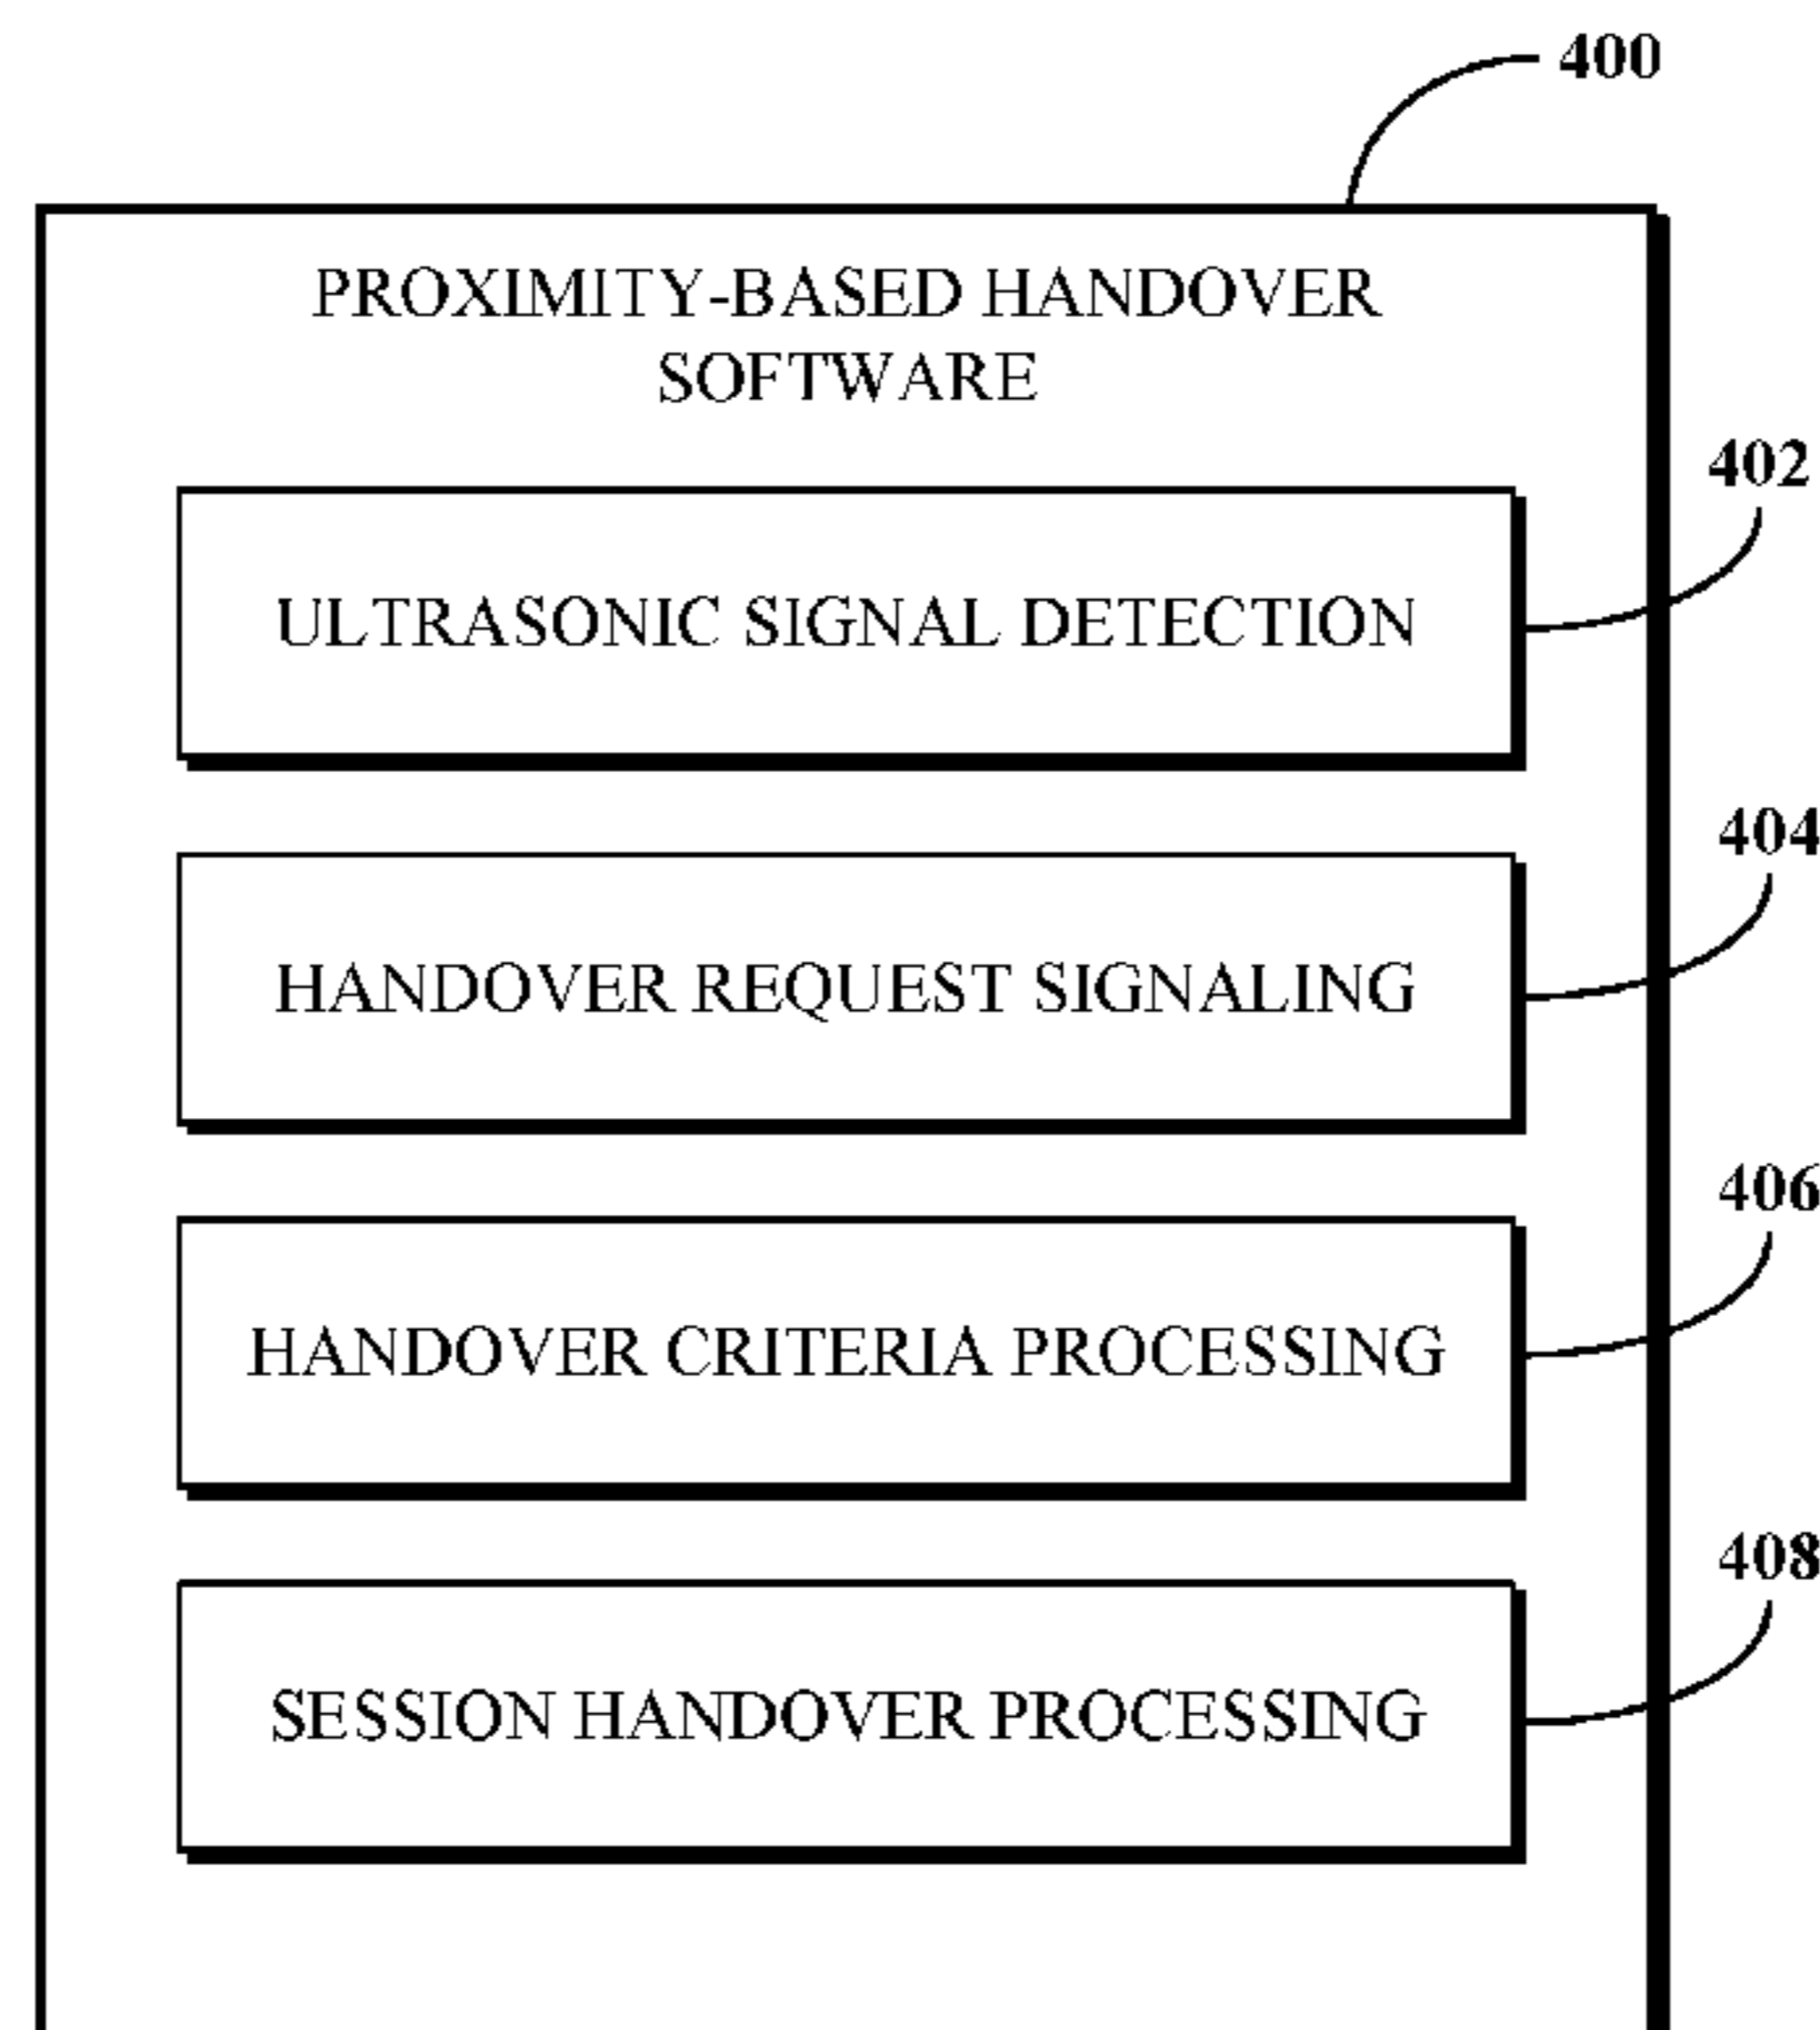 400
PROXIMITY-BASED HANDOVER
SOFTWARE
402
ULTRASONIC SIGNAL DETECTION
404
HANDOVER REQUEST SIGNALING
406
HANDOVER CRITERIA PROCESSING
408
SESSION HANDOVER PROCESSING